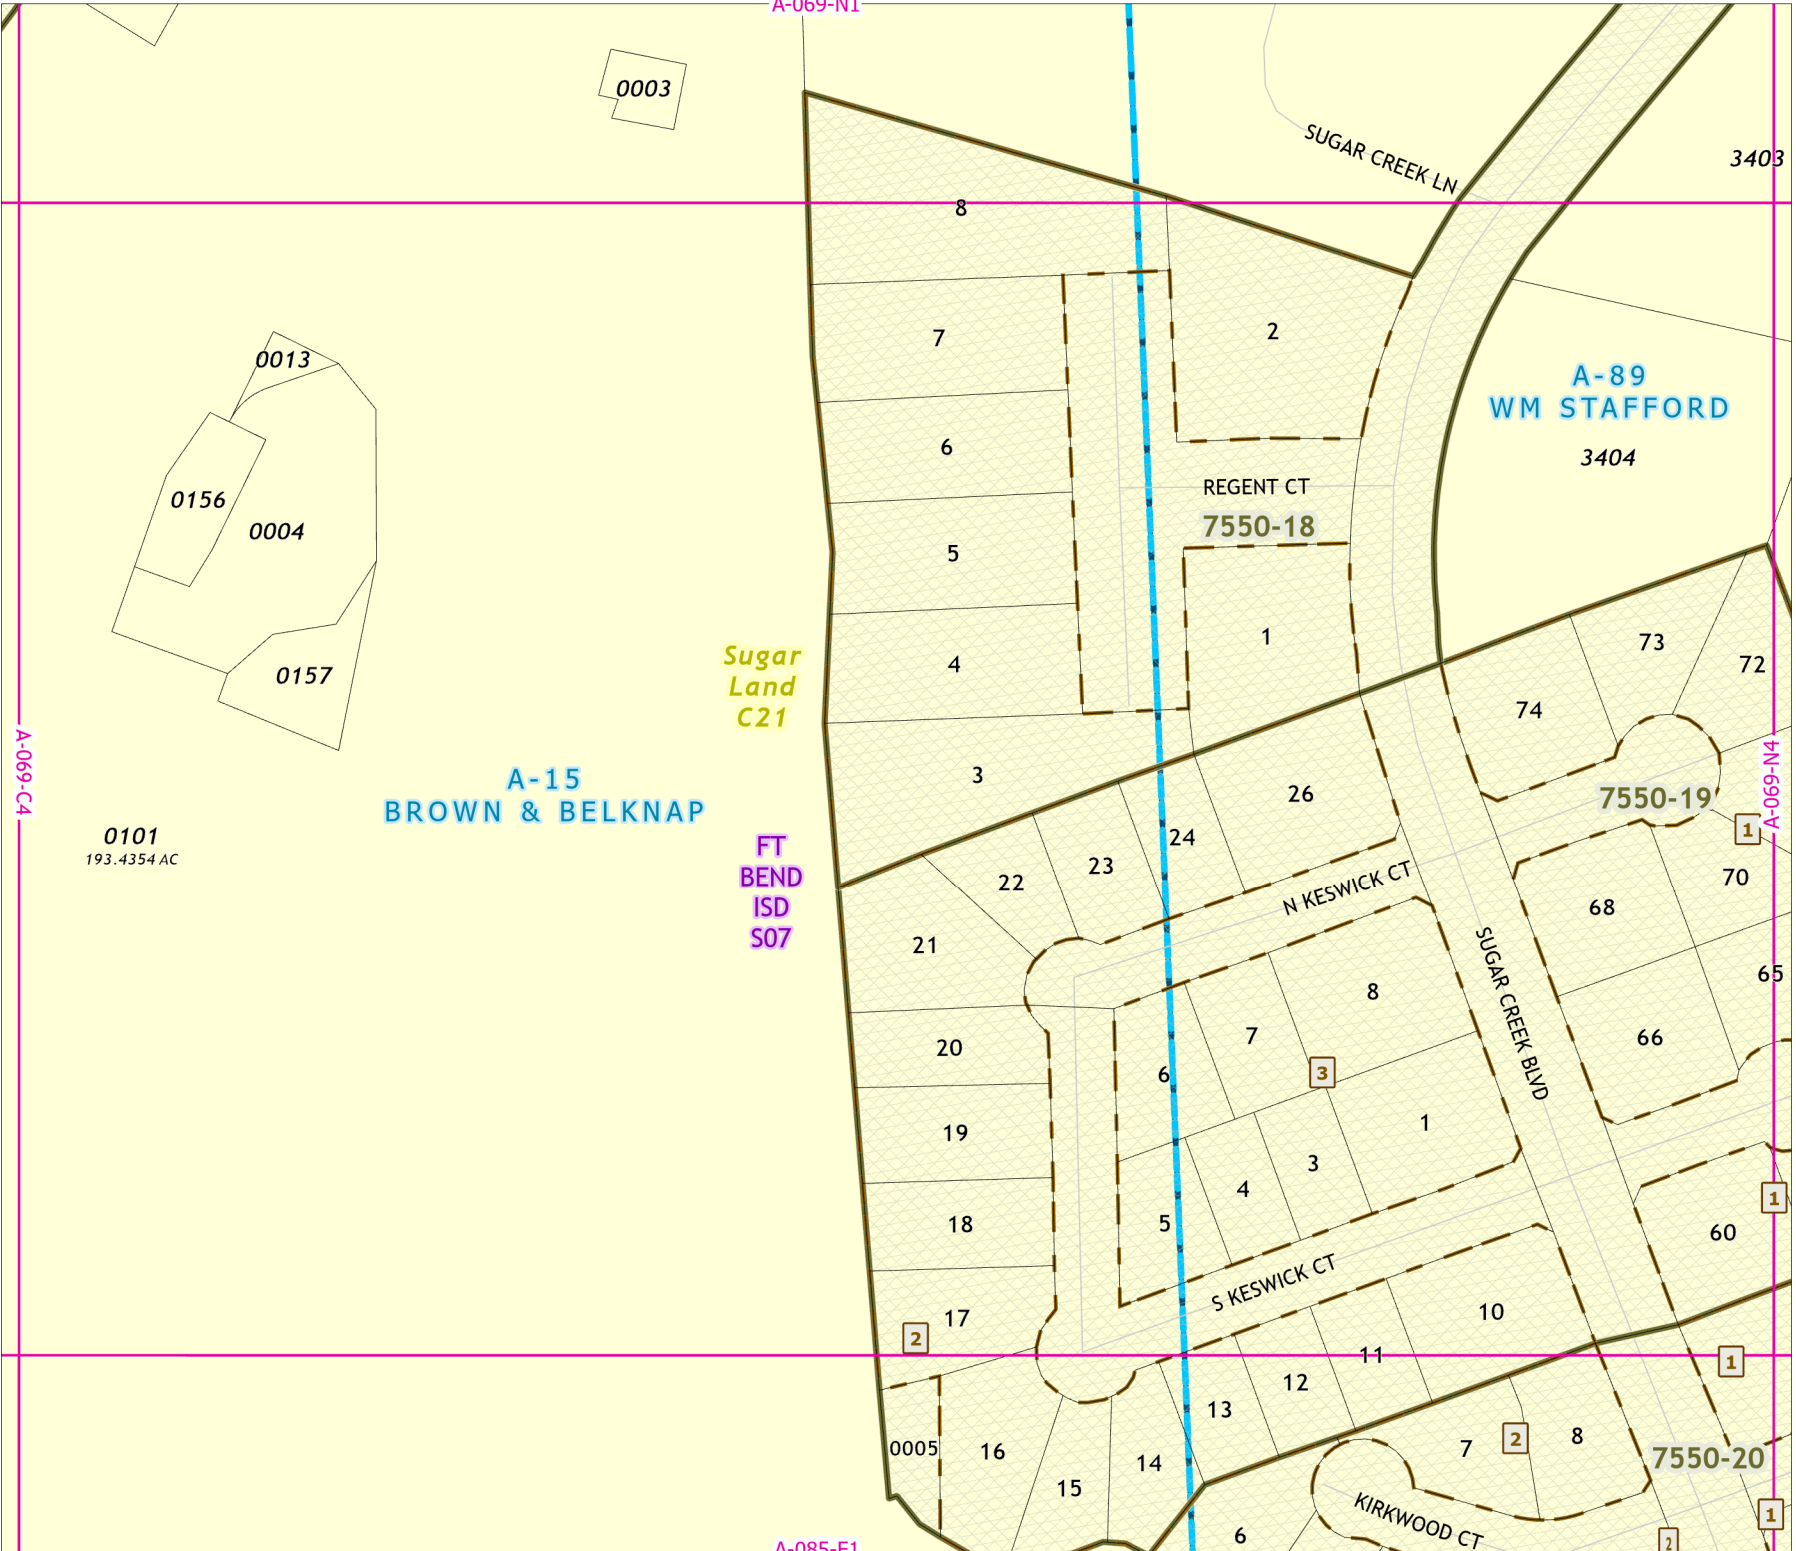 A-069-N1
0003
SUGAR CREEK LN
3403
8
7
2
0013
A-89
WM STAFFORD
3404
6
0156
0004
REGENT CT
7550-18
5
1
73
72
Sugar
Land
C21
4
0157
74
A-069-C4
A-069-N4
3
A-15
BROWN & BELKNAP
26
7550-19
1
0101
193.4354 AC
24
FT
BEND
ISD
S07
23
22
N KESWICK CT
70
68
21
SUGAR CREEK BLVD
65
8
7
66
20
6
3
19
1
3
4
1
18
5
60
S KESWICK CT
17
2
10
11
1
12
13
0005
16
14
15
7
2
8
7550-20
KIRKWOOD CT
1
6
2
A-085-E1